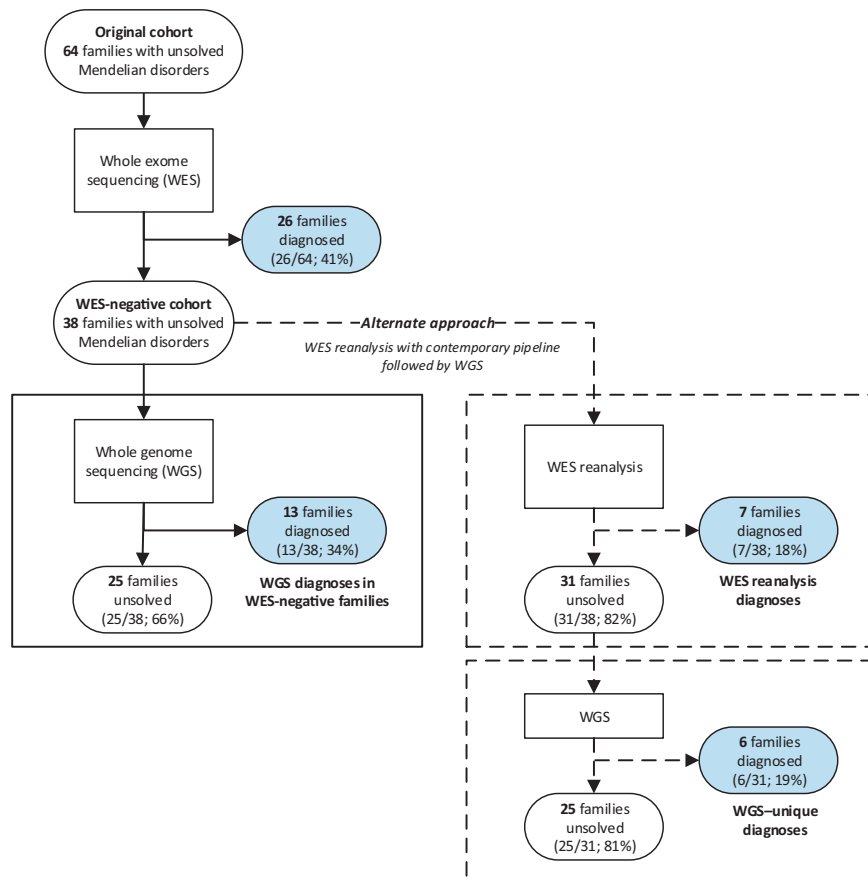 Original cohort
64 families with unsolved
Mendelian disorders
Whole exome
sequencing (WES)
26 families
diagnosed
(26/64; 41%)
WES-negative cohort
38 families with unsolved
Mendelian disorders
Alternate approach
WES reanalysis with contemporary pipeline
followed by WGS
Whole genome
sequencing (WGS)
13 families
diagnosed
(13/38; 34%)
WGS diagnoses in
WES-negative families
25 families
unsolved
(25/38; 66%)
WES reanalysis
7 families
diagnosed
(7/38; 18%)
WES reanalysis
diagnoses
31 families
unsolved
(31/38; 82%)
WGS
6 families
diagnosed
(6/31; 19%)
WGS–unique
diagnoses
25 families
unsolved
(25/31; 81%)